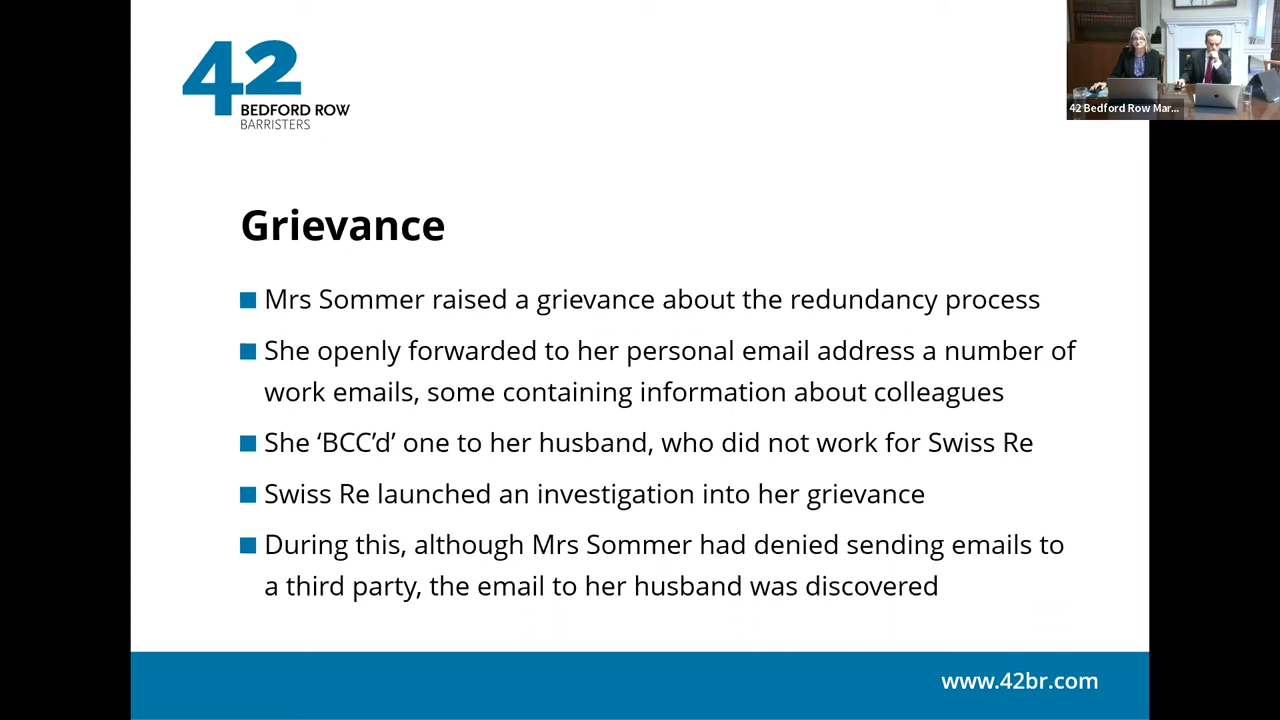 42
BEDFORD ROW
BARRISTERS
42 Bedford Row Mar...
Grievance
Mrs Sommer raised a grievance about the redundancy process
She openly forwarded to her personal email address a number of
work emails, some containing information about colleagues
She ‘BCC’d’ one to her husband, who did not work for Swiss Re
Swiss Re launched an investigation into her grievance
During this, although Mrs Sommer had denied sending emails to
a third party, the email to her husband was discovered
www.42br.com